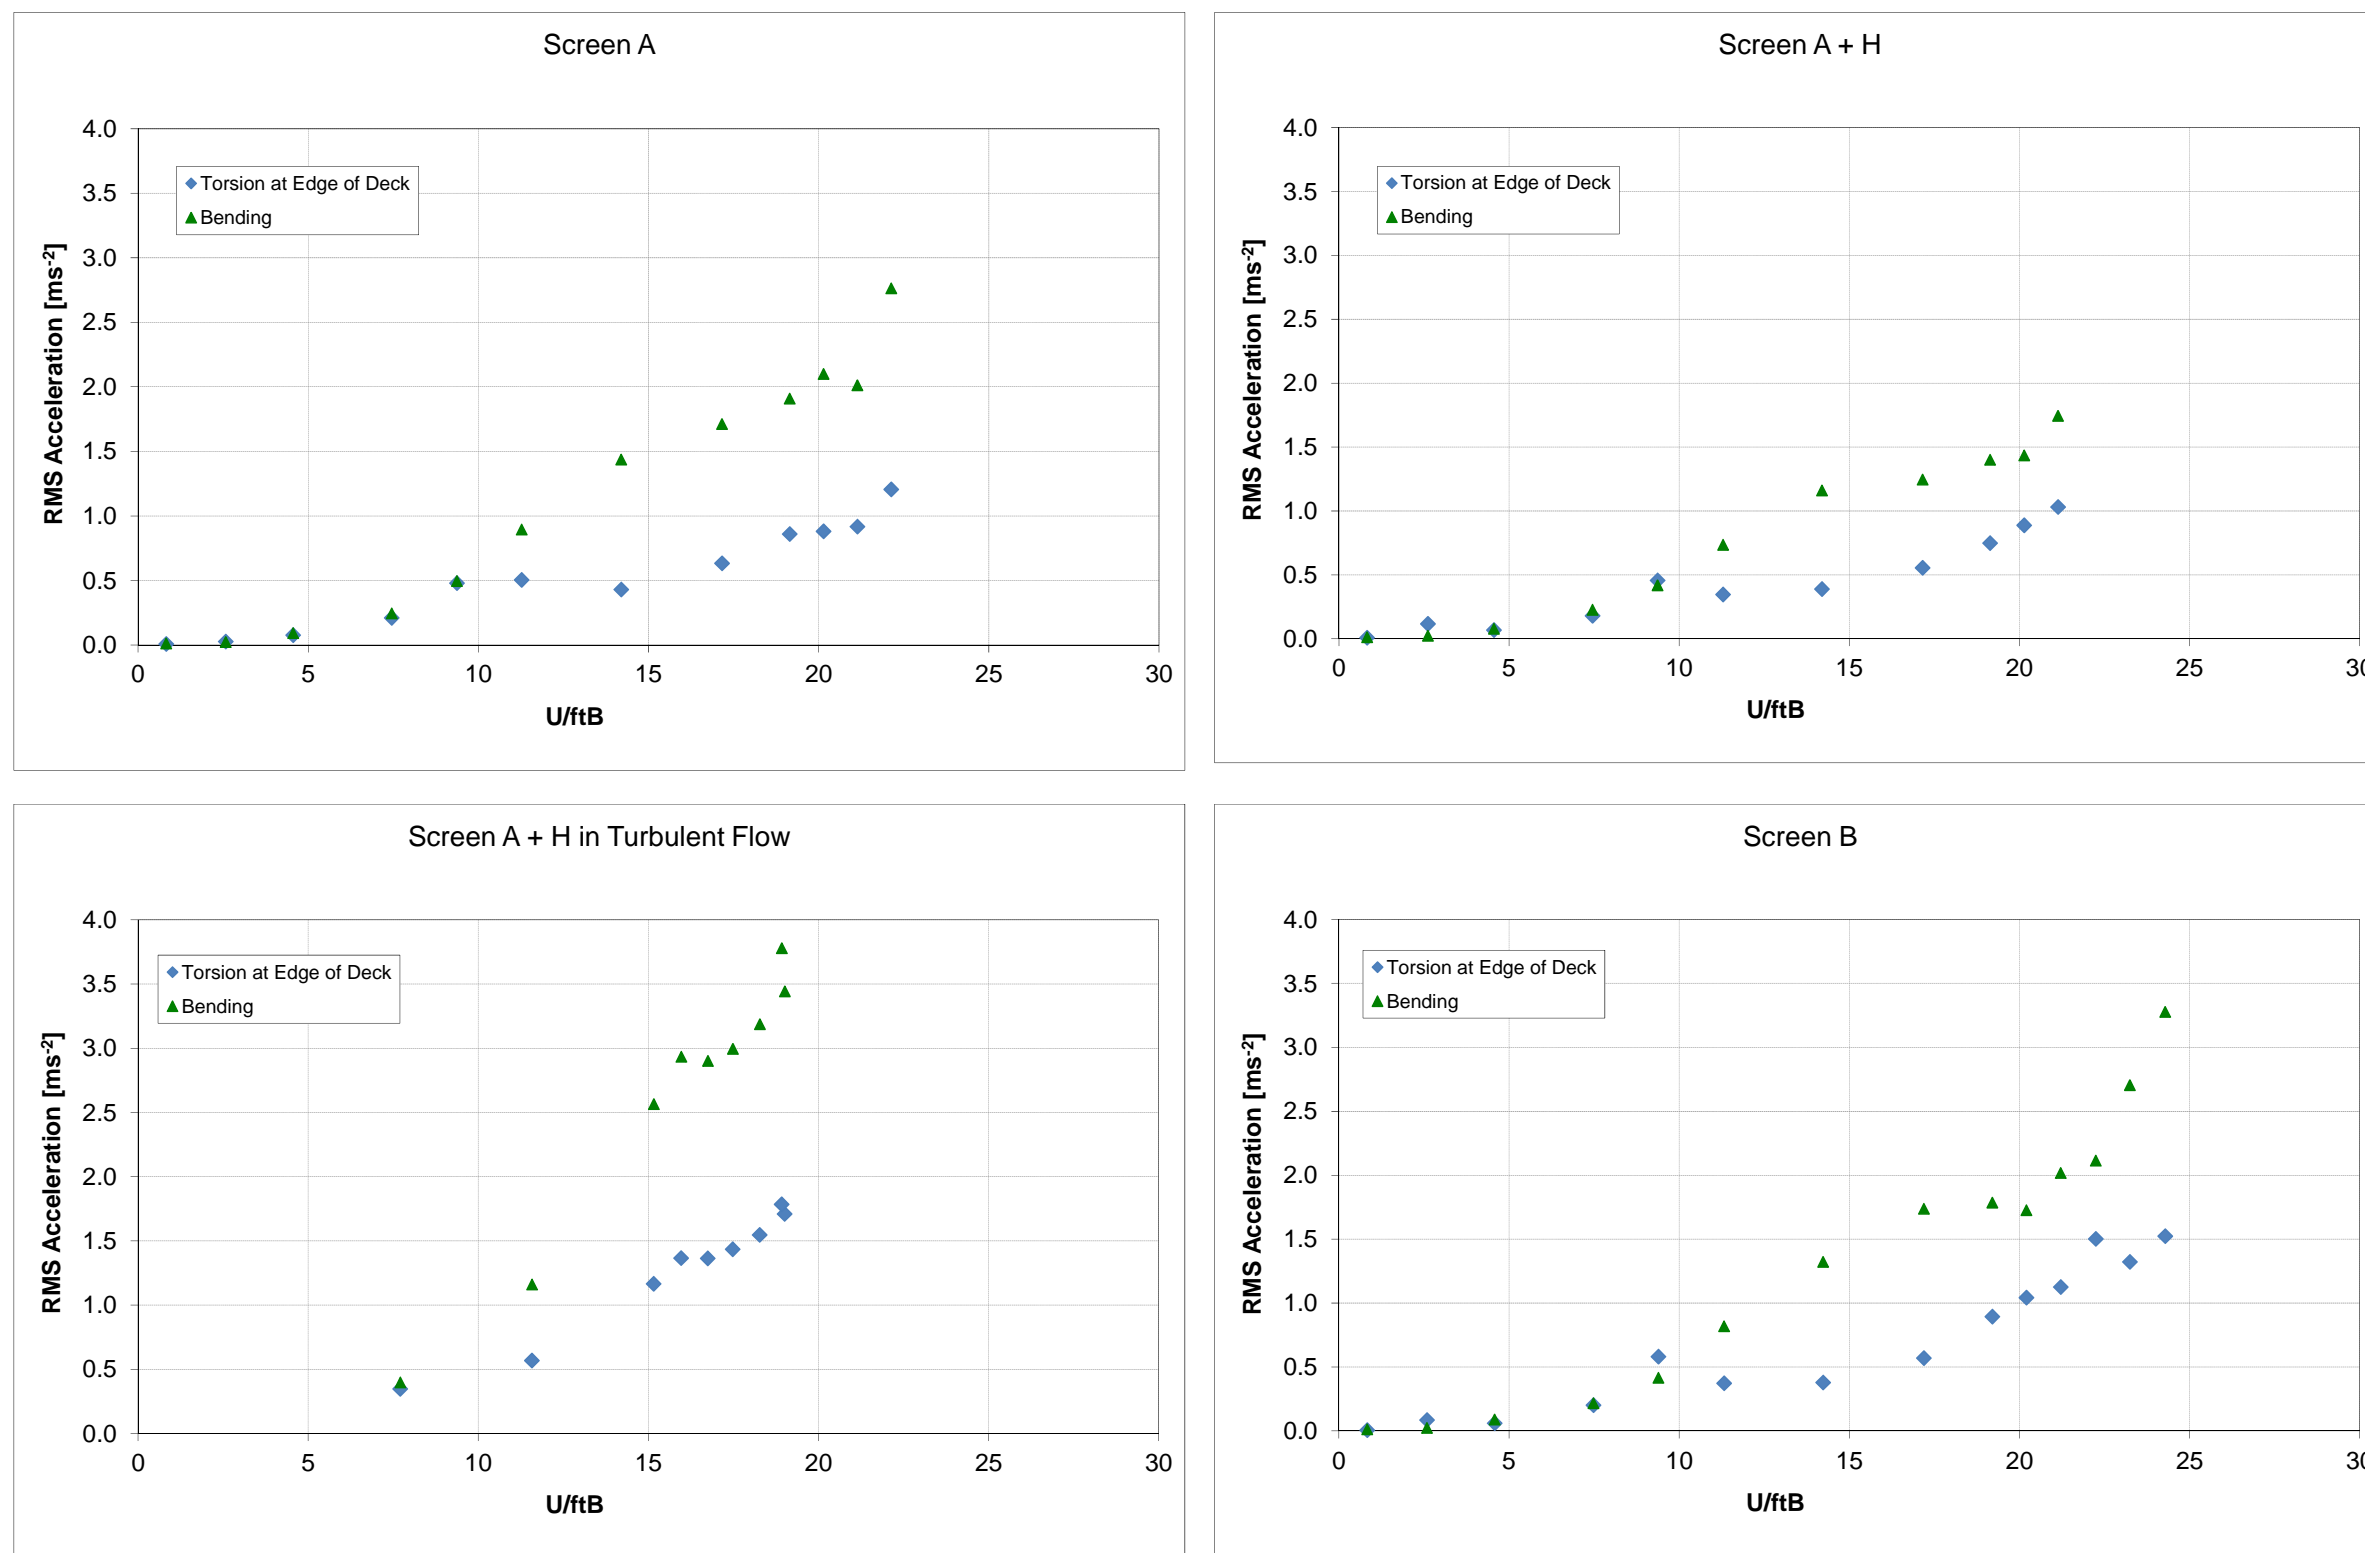 Screen A
4.0
3.5
3.0
2.5
2.0
1.5
1.0
0.5
0.0
RMS Acceleration [ms-2]
Torsion at Edge of Deck
Bending
0 5 10 15 20 25 30
U/ftB
Screen A + H
4.0
3.5
3.0
2.5
2.0
1.5
1.0
0.5
0.0
RMS Acceleration [ms-2]
Torsion at Edge of Deck
Bending
0 5 10 15 20 25 30
U/ftB
Screen A + H in Turbulent Flow
4.0
3.5
3.0
2.5
2.0
1.5
1.0
0.5
0.0
RMS Acceleration [ms-2]
Torsion at Edge of Deck
Bending
0 5 10 15 20 25 30
U/ftB
Screen B
4.0
3.5
3.0
2.5
2.0
1.5
1.0
0.5
0.0
RMS Acceleration [ms-2]
Torsion at Edge of Deck
Bending
0 5 10 15 20 25 30
U/ftB